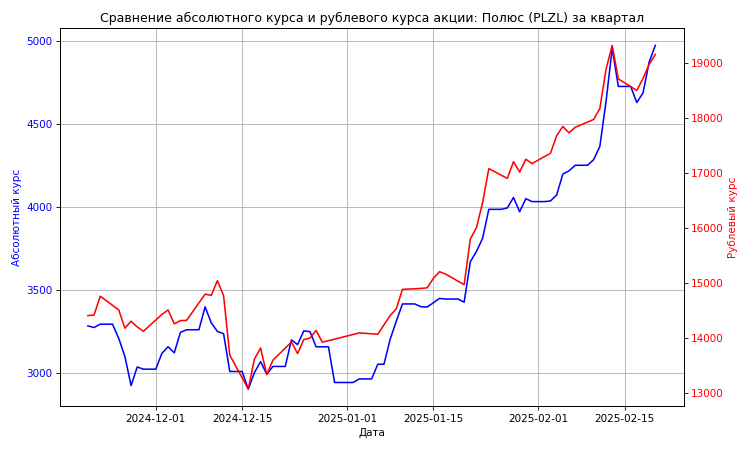 Сравнение абсолютного курса и рублевого курса акции: Полюс (PLZL) за квартал
5000
4500
4000
3500
3000
Абсолютный курс
19000
18000
17000
16000
15000
14000
13000
Рублевый курс
2024-12-01 2024-12-15 2025-01-01 2025-01-15 2025-02-01 2025-02-15
Дата